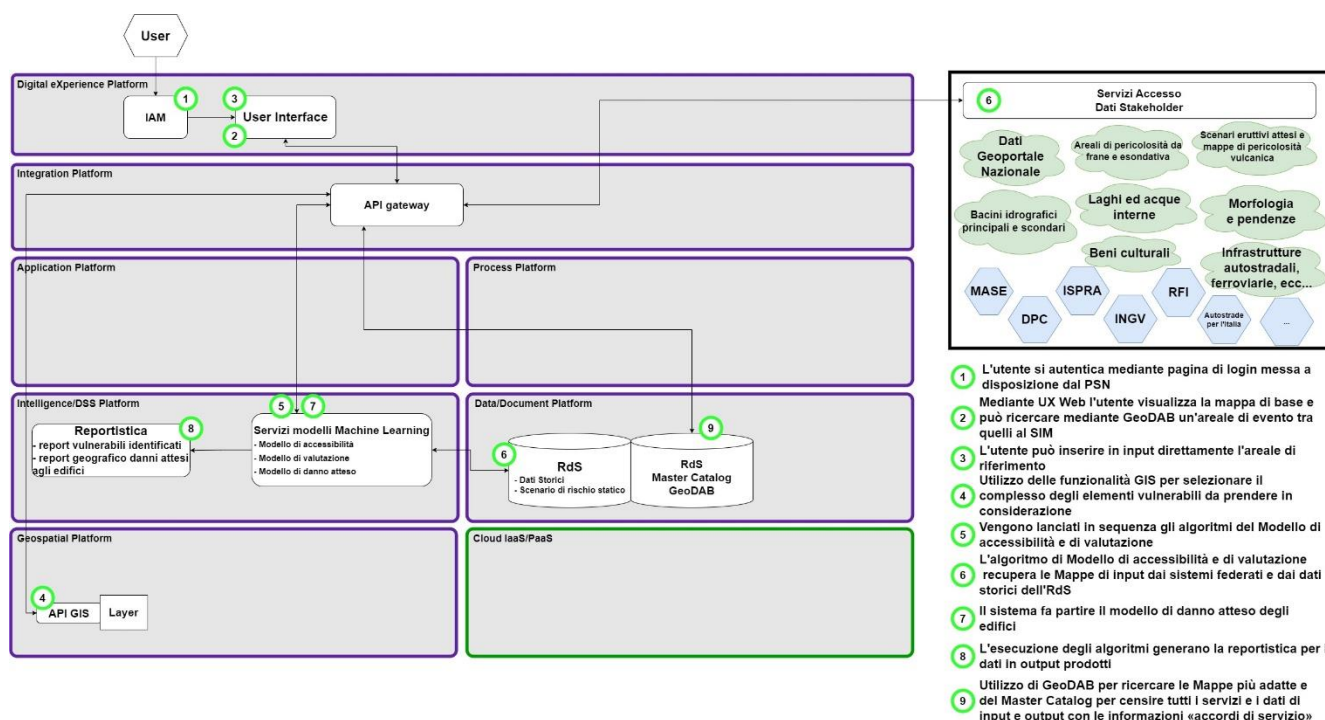 User
Digital eXperience Platform
1
3
IAM
User Interface
2
Integration Platform
API gateway
Application Platform
Process Platform
Intelligence/DSS Platform
5
7
Reportistica
8
- report vulnerabili identificati
- report geografico danni attesi
agli edifici
Servizi modelli Machine Learning
- Modello di accessibilità
- Modello di valutazione
- Modello di danno atteso
Data/Document Platform
9
6
RdS
- Dati Storici
- Scenario di rischio statico
RdS
Master Catalog
GeoDAB
Geospatial Platform
4
API GIS
Layer
Cloud IaaS/PaaS
6
Servizi Accesso
Dati Stakeholder
Dati
Geoportale
Nazionale
Areali di pericolosità da
frane e esondativa
Scenari eruttivi attesi e
mappe di pericolosità
vulcanica
Bacini idrografici
principali e scondari
Laghi ed acque
interne
Morfologia
e pendenze
Beni culturali
Infrastrutture
autostradali,
ferroviarie, ecc...
MASE
DPC
ISPRA
INGV
RFI
Autostrade
per l'Italia
...
1 L'utente si autentica mediante pagina di login messa a
disposizione dal PSN
2 Mediante UX Web l'utente visualizza la mappa di base e
può ricercare mediante GeoDAB un'areale di evento tra
quelli al SIM
3 L'utente può inserire in input direttamente l'areale di
riferimento
4 Utilizzo delle funzionalità GIS per selezionare il
complesso degli elementi vulnerabili da prendere in
considerazione
5 Vengono lanciati in sequenza gli algoritmi del Modello di
accessibilità e di valutazione
6 L'algoritmo di Modello di accessibilità e di valutazione
recupera le Mappe di input dai sistemi federati e dai dati
storici dell'RdS
7 Il sistema fa partire il modello di danno atteso degli
edifici
8 L'esecuzione degli algoritmi generano la reportistica per i
dati in output prodotti
9 Utilizzo di GeoDAB per ricercare le Mappe più adatte e
del Master Catalog per censire tutti i servizi e i dati di
input e output con le informazioni «accordi di servizio»